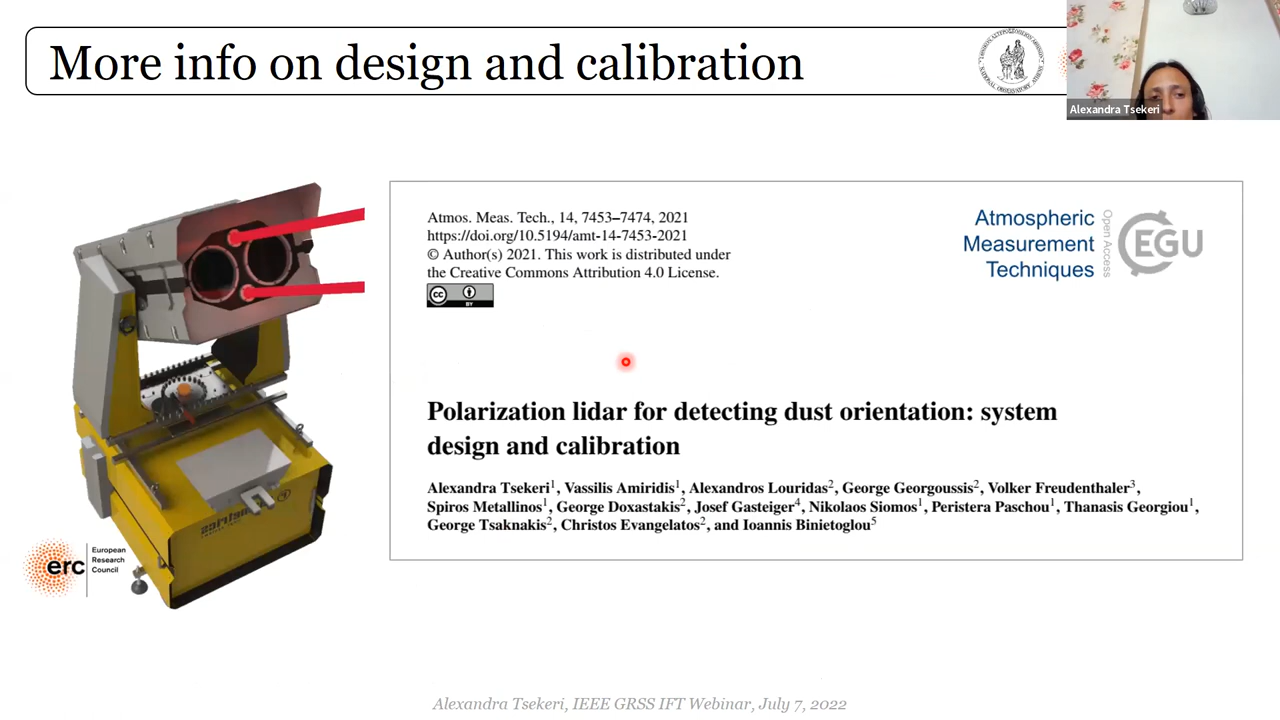 More info on design and calibration
Alexandra Tsekeri
Atmos. Meas. Tech., 14, 7453–7474, 2021
https://doi.org/10.5194/amt-14-7453-2021
© Author(s) 2021. This work is distributed under
the Creative Commons Attribution 4.0 License.
cc
BY
Atmospheric
Measurement
Techniques
Open Access
EGU
Polarization lidar for detecting dust orientation: system
design and calibration
Alexandra Tsekeri1, Vassilis Amiridis1, Alexandros Louridas2, George Georgoussis2, Volker Freudenthaler3,
Spiros Metallinos1, George Doxastakis2, Josef Gasteiger4, Nikolaos Siomos1, Peristera Paschou1, Thanasis Georgiou1,
George Tsaknakis2, Christos Evangelatos2, and Ioannis Binietoglou5
erc
European
Research
Council
Alexandra Tsekeri, IEEE GRSS IFT Webinar, July 7, 2022